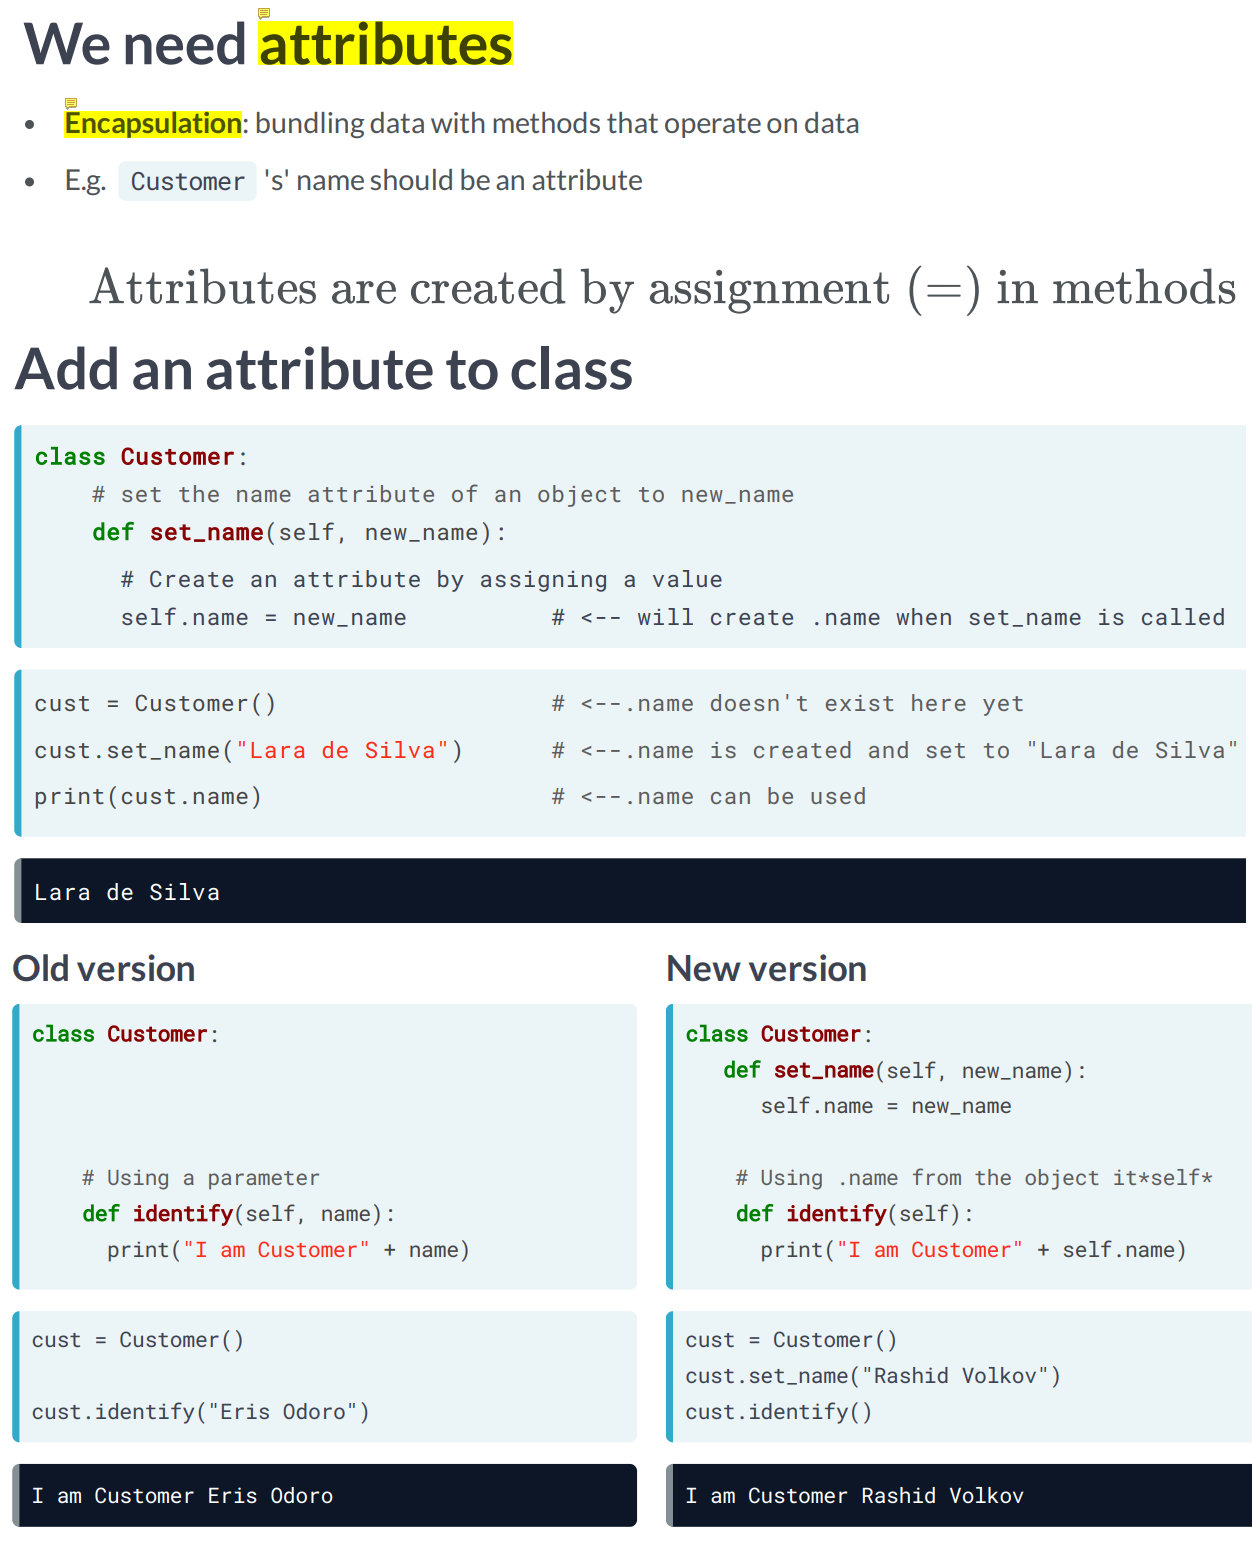 We need attributes
• Encapsulation: bundling data with methods that operate on data
• E.g. Customer 's' name should be an attribute
Attributes are created by assignment (=) in methods
Add an attribute to class
class Customer:
    # set the name attribute of an object to new_name
    def set_name(self, new_name):
      # Create an attribute by assigning a value
      self.name = new_name          # <-- will create .name when set_name is called
cust = Customer()                   # <--.name doesn't exist here yet
cust.set_name("Lara de Silva")      # <--.name is created and set to "Lara de Silva"
print(cust.name)                    # <--.name can be used
Lara de Silva
Old version
class Customer:
    # Using a parameter
    def identify(self, name):
      print("I am Customer" + name)
cust = Customer()
cust.identify("Eris Odoro")
I am Customer Eris Odoro
New version
class Customer:
   def set_name(self, new_name):
      self.name = new_name
    # Using .name from the object it*self*
    def identify(self):
      print("I am Customer" + self.name)
cust = Customer()
cust.set_name("Rashid Volkov")
cust.identify()
I am Customer Rashid Volkov